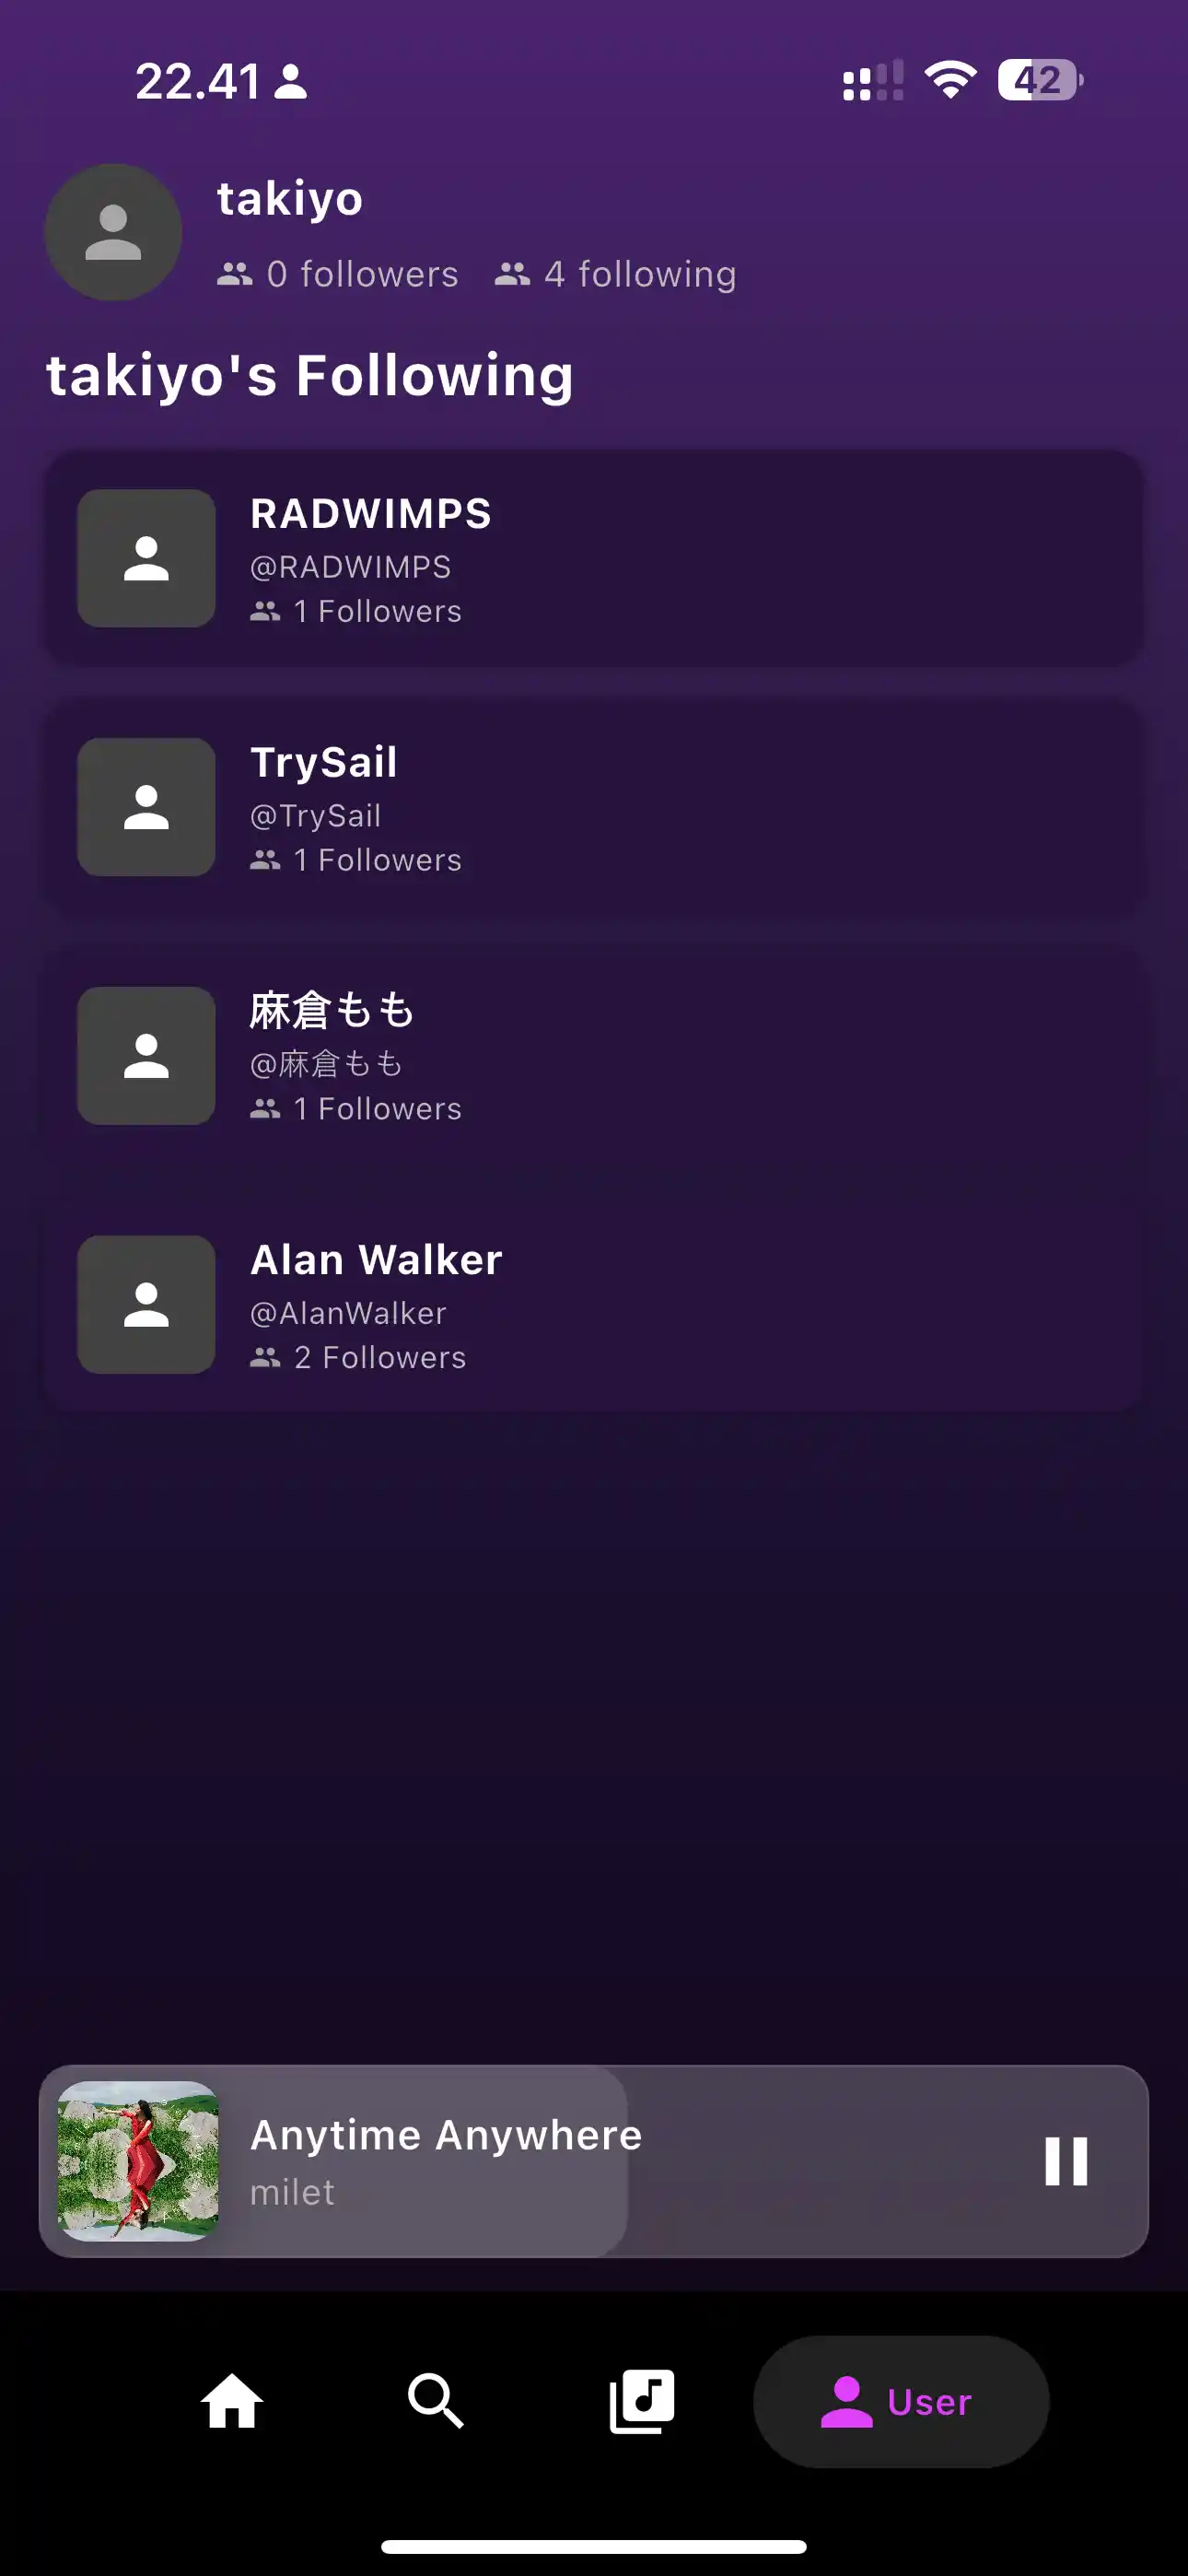 22.41
42
takiyo
0 followers 4 following
takiyo's Following
RADWIMPS
@RADWIMPS
1 Followers
TrySail
@TrySail
1 Followers
麻倉もも
@麻倉もも
1 Followers
Alan Walker
@AlanWalker
2 Followers
Anytime Anywhere
milet
User